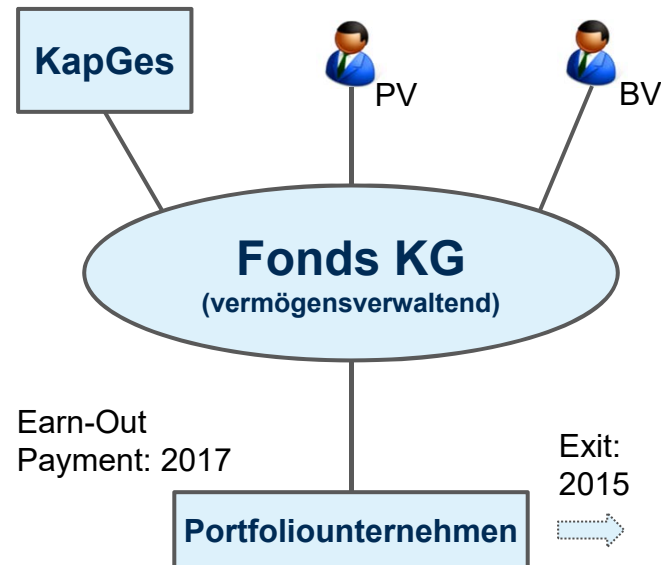 KapGes
PV
BV
Fonds KG
(vermögensverwaltend)
Earn-Out
Payment: 2017
Exit:
2015
Portfoliounternehmen